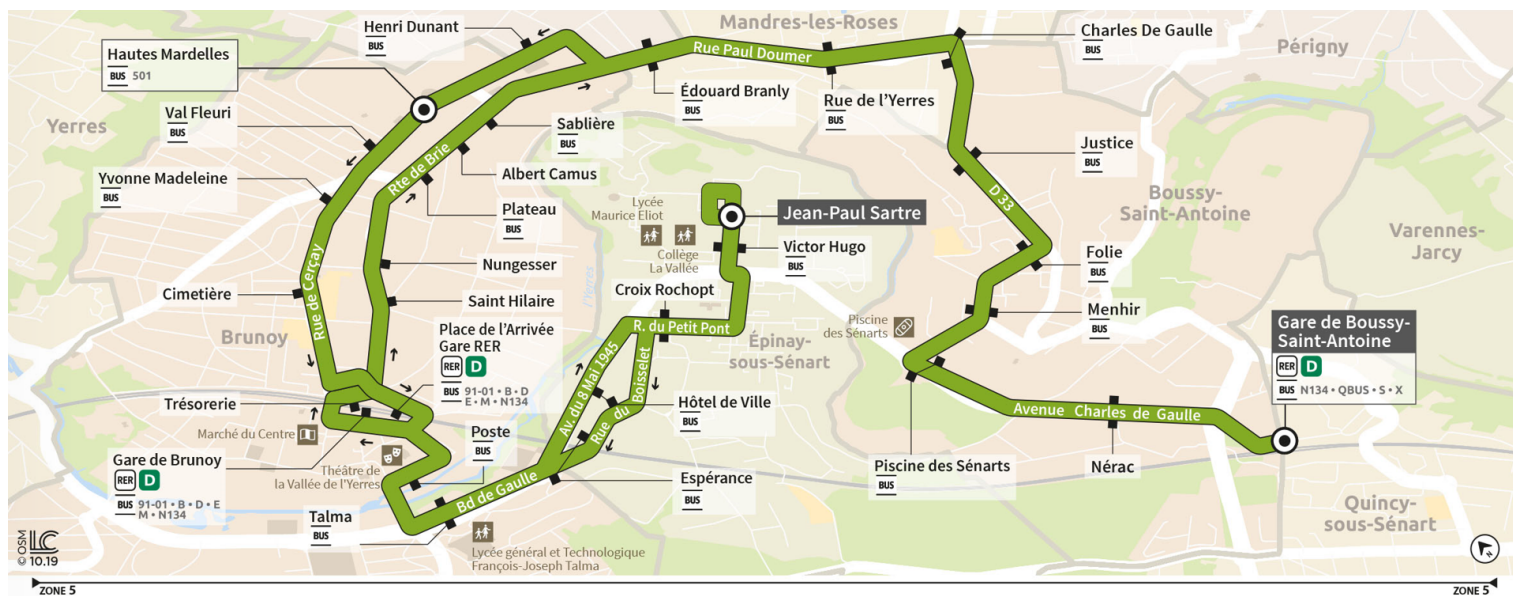 Henri Dunant
BUS
Mandres-les-Roses
Charles De Gaulle
BUS
Périgny
Hautes Mardelles
BUS 501
Rue Paul Doumer
Édouard Branly
BUS
Rue de l'Yerres
BUS
Yerres
Val Fleuri
BUS
Sablière
BUS
Justice
BUS
Yvonne Madeleine
BUS
Rte de Brie
Albert Camus
Plateau
BUS
D 33
Boussy-
Saint-Antoine
Varennes-
Jarcy
Lycée
Maurice Eliot
Collège
La Vallée
Jean-Paul Sartre
Victor Hugo
BUS
Folie
BUS
Nungesser
l'Yerres
Cimetière
Rue de Cerçay
Saint Hilaire
Croix Rochopt
Menhir
BUS
Brunoy
Place de l'Arrivée
Gare RER
RER D
BUS 91-01 • B • D
E • M • N134
R. du Petit Pont
Épinay-
sous-Sénart
Piscine
des Sénarts
Gare de Boussy-
Saint-Antoine
RER D
BUS N134 • QBUS • S • X
Av. du 8 Mai 1945
Rue du Boisselet
Hôtel de Ville
BUS
Avenue Charles de Gaulle
Trésorerie
Marché du Centre
Poste
BUS
Gare de Brunoy
RER D
BUS 91-01 • B • D • E
M • N134
Théâtre de
la Vallée de l'Yerres
Bd de Gaulle
Espérance
BUS
Piscine des Sénarts
BUS
Nérac
Talma
BUS
Quincy-
sous-Sénart
Lycée général et Technologique
François-Joseph Talma
© OSM
LC
10.19
ZONE 5
ZONE 5